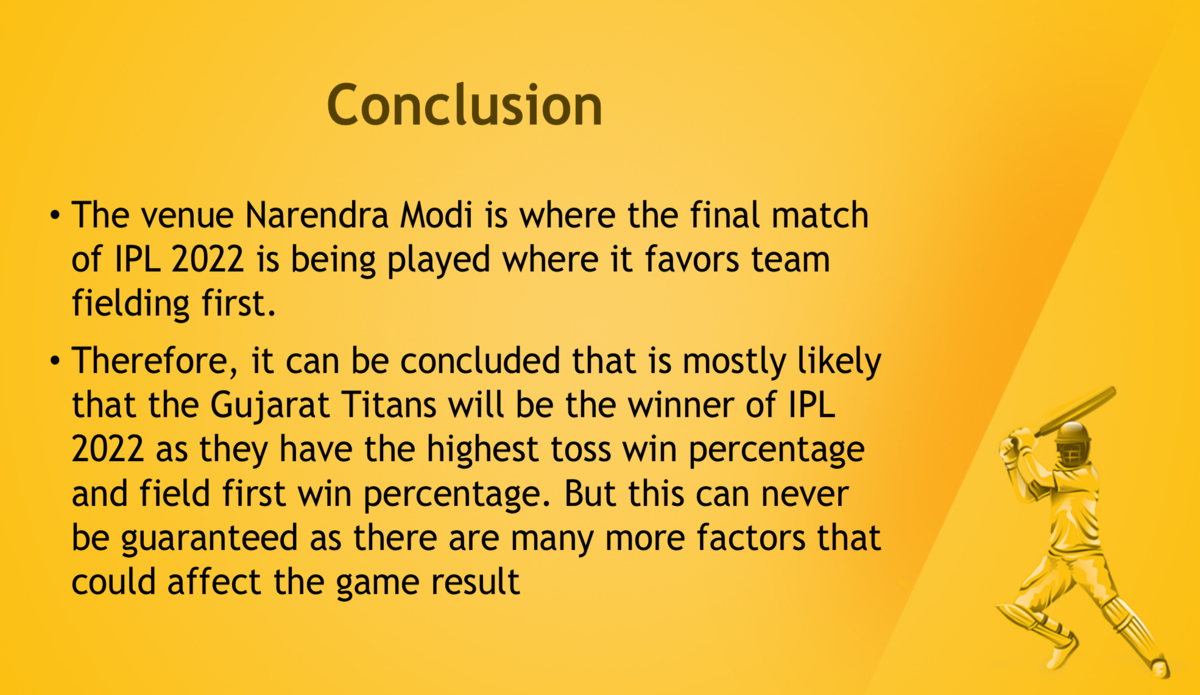 Conclusion
• The venue Narendra Modi is where the final match
of IPL 2022 is being played where it favors team
fielding first.
• Therefore, it can be concluded that is mostly likely
that the Gujarat Titans will be the winner of IPL
2022 as they have the highest toss win percentage
and field first win percentage. But this can never
be guaranteed as there are many more factors that
could affect the game result